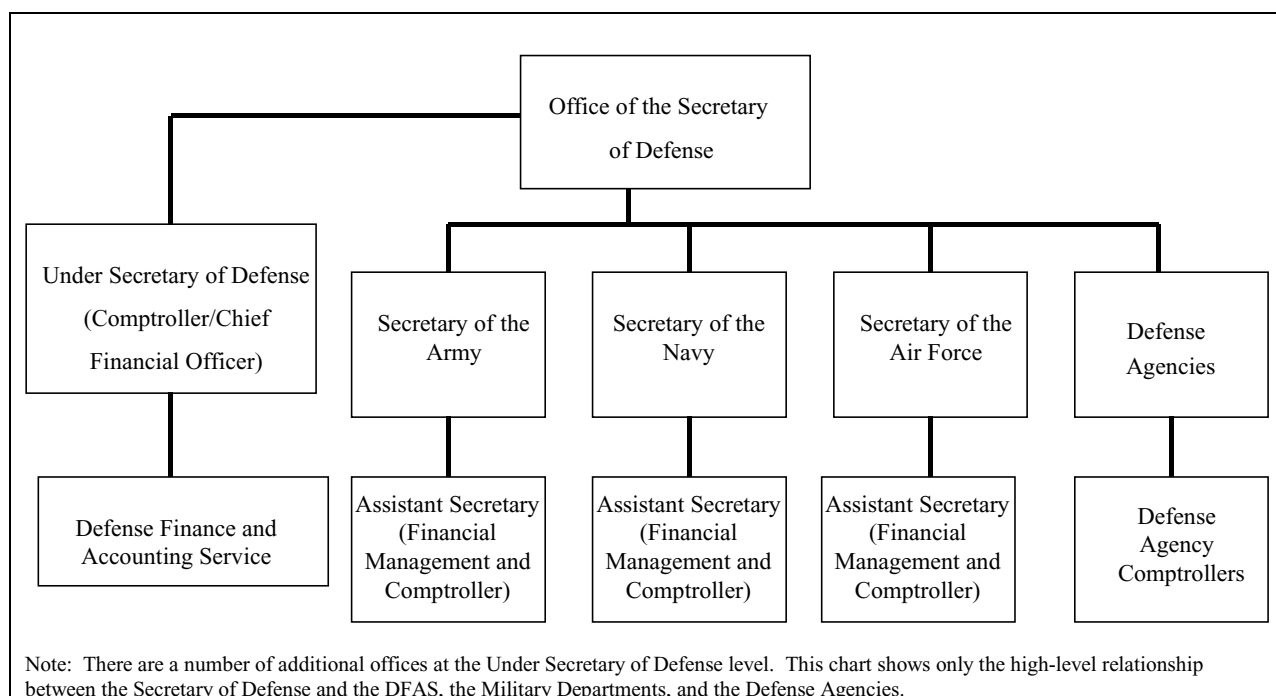 Office of the Secretary
of Defense
Under Secretary of Defense
(Comptroller/Chief
Financial Officer)
Secretary of the
Army
Secretary of the
Navy
Secretary of the
Air Force
Defense
Agencies
Defense Finance and
Accounting Service
Assistant Secretary
(Financial
Management and
Comptroller)
Assistant Secretary
(Financial
Management and
Comptroller)
Assistant Secretary
(Financial
Management and
Comptroller)
Defense
Agency
Comptrollers
Note: There are a number of additional offices at the Under Secretary of Defense level. This chart shows only the high-level relationship
between the Secretary of Defense and the DFAS, the Military Departments, and the Defense Agencies.